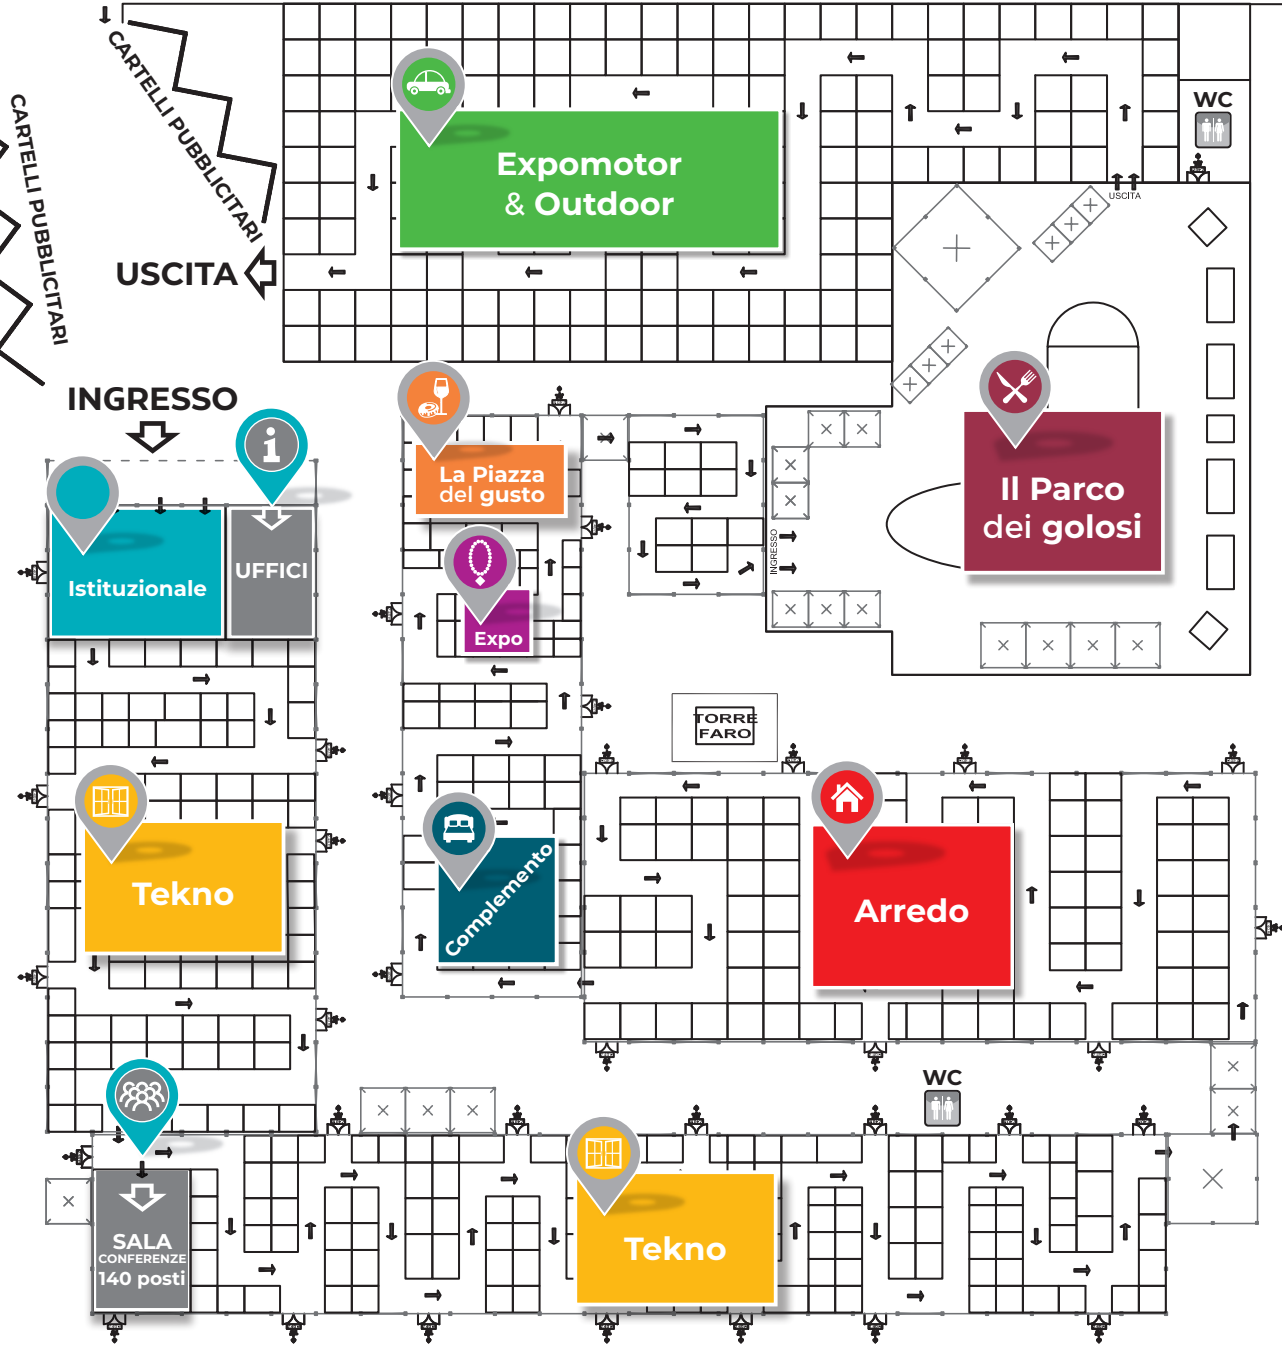 CARTELLI PUBBLICITARI
CARTELLI PUBBLICITARI
WC
Expomotor
& Outdoor
USCITA
USCITA
INGRESSO
La Piazza
del gusto
Il Parco
dei golosi
INGRESSO
UFFICI
Istituzionale
Expo
TORRE
FARO
Tekno
Complemento
Arredo
WC
SALA
CONFERENZE
140 posti
Tekno